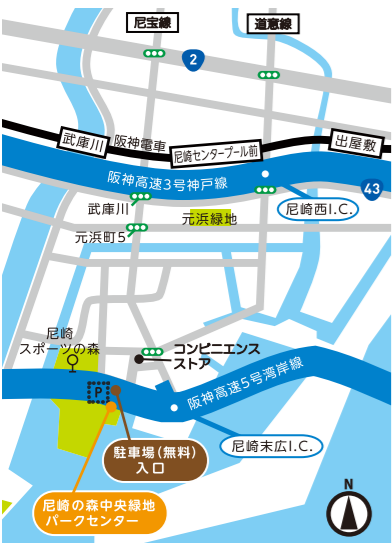 尼宝線
道意線
2
武庫川
阪神電車
尼崎センタープール前
出屋敷
阪神高速3号神戸線
43
武庫川
元浜緑地
尼崎西I.C.
元浜町5
尼崎
スポーツの森
コンビニエンス
ストア
阪神高速5号湾岸線
P
駐車場(無料)
入口
尼崎末広I.C.
尼崎の森中央緑地
パークセンター
N